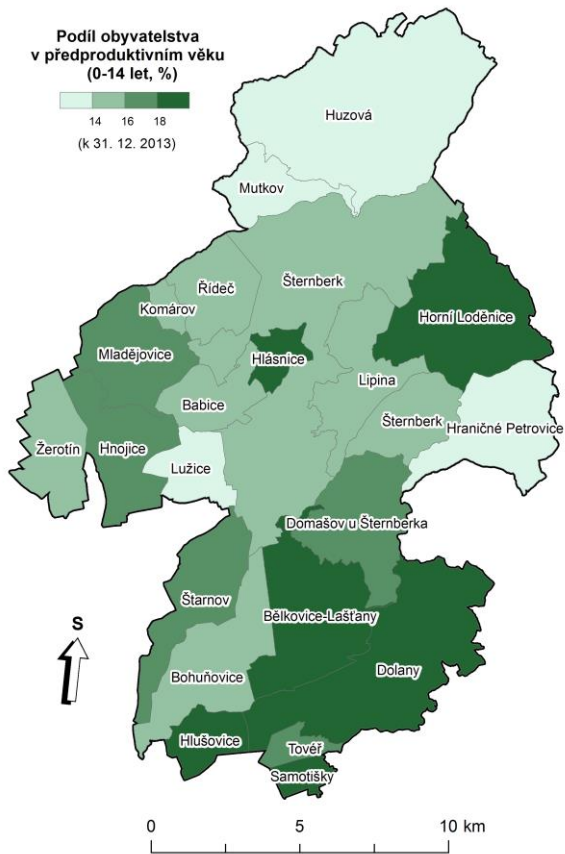 Podíl obyvatelstva
v předproduktivním věku
(0-14 let, %)
14 16 18
(k 31. 12. 2013)
Huzová
Mutkov
Řídeč
Šternberk
Komárov
Horní Loděnice
Mladějovice
Hlásnice
Lipina
Babice
Šternberk
Hraničné Petrovice
Žerotín
Hnojice
Lužice
Domašov u Šternberka
Štarnov
Bělkovice-Lašťany
S
Dolany
Bohuňovice
Hlušovice
Tovéř
Samotišky
0 5 10 km